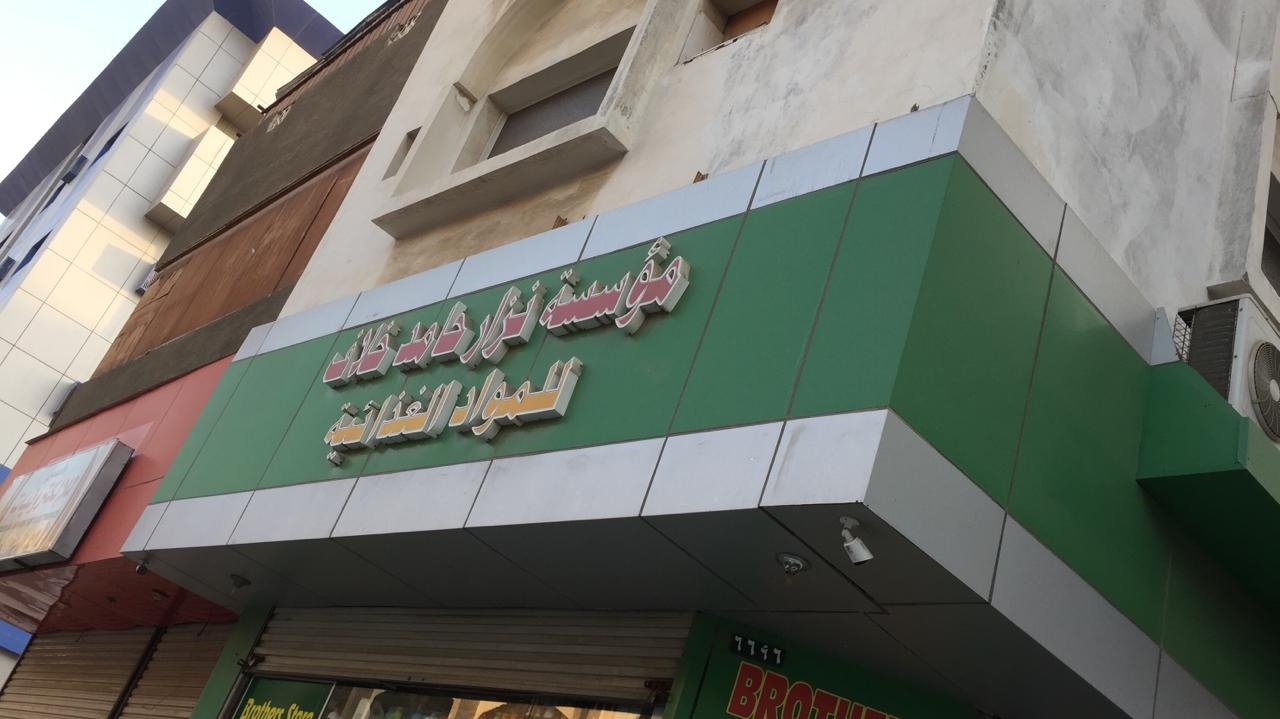 مؤسسة نزار حامد خلاف
للمواد الغذائية
٦٦٩٦
BROTHE
Brothers Store